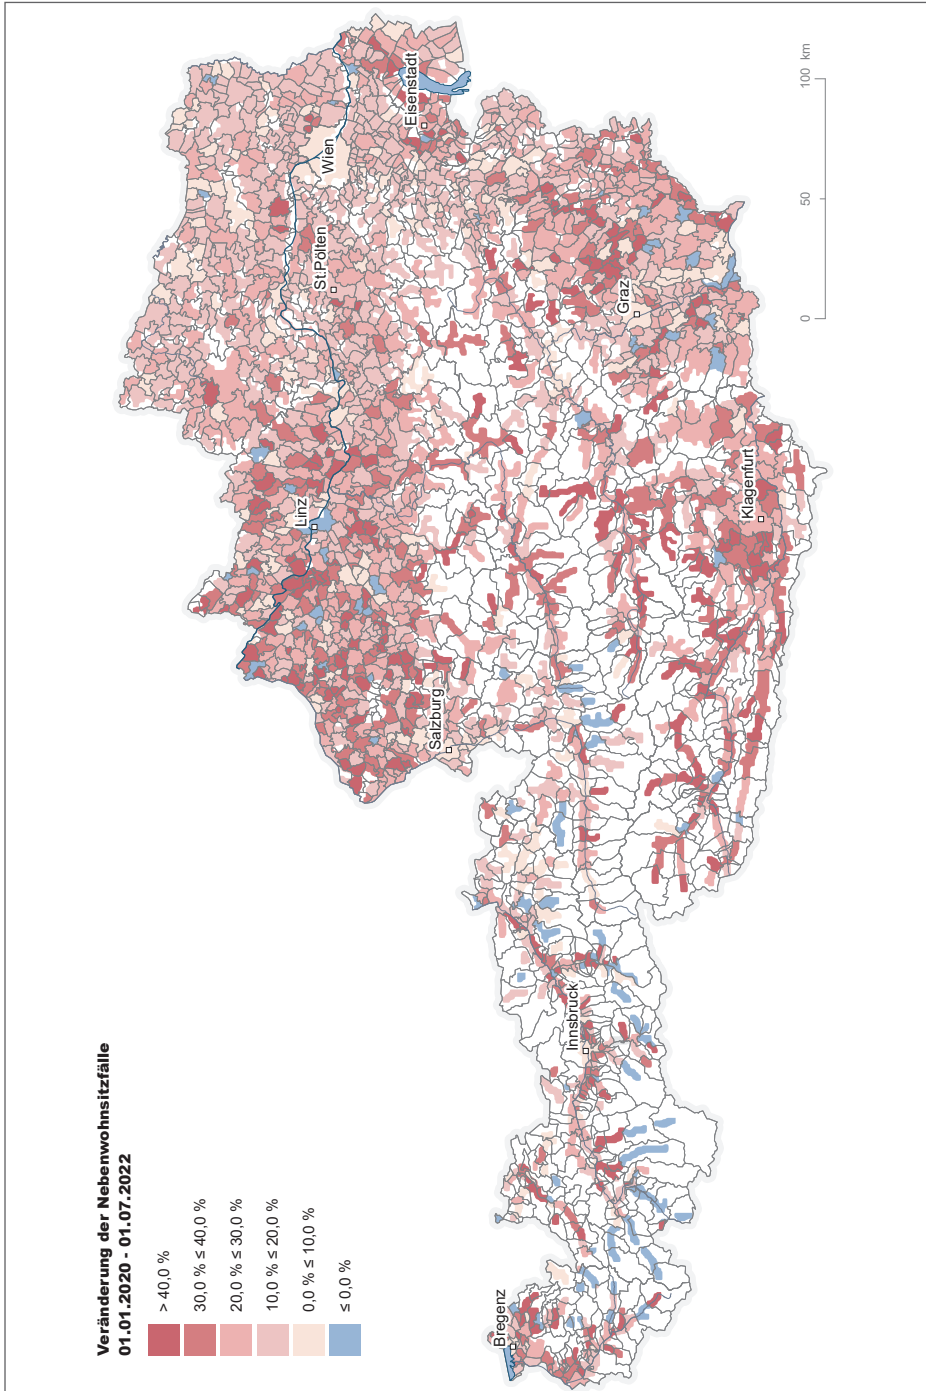 Veränderung der Nebenwohnsitzfälle
01.01.2020 - 01.07.2022
> 40,0 %
30,0 % ≤ 40,0 %
20,0 % ≤ 30,0 %
10,0 % ≤ 20,0 %
0,0 % ≤ 10,0 %
≤ 0,0 %
Bregenz
Innsbruck
Salzburg
Linz
St.Pölten
Wien
Eisenstadt
Graz
Klagenfurt
0
50
100 km